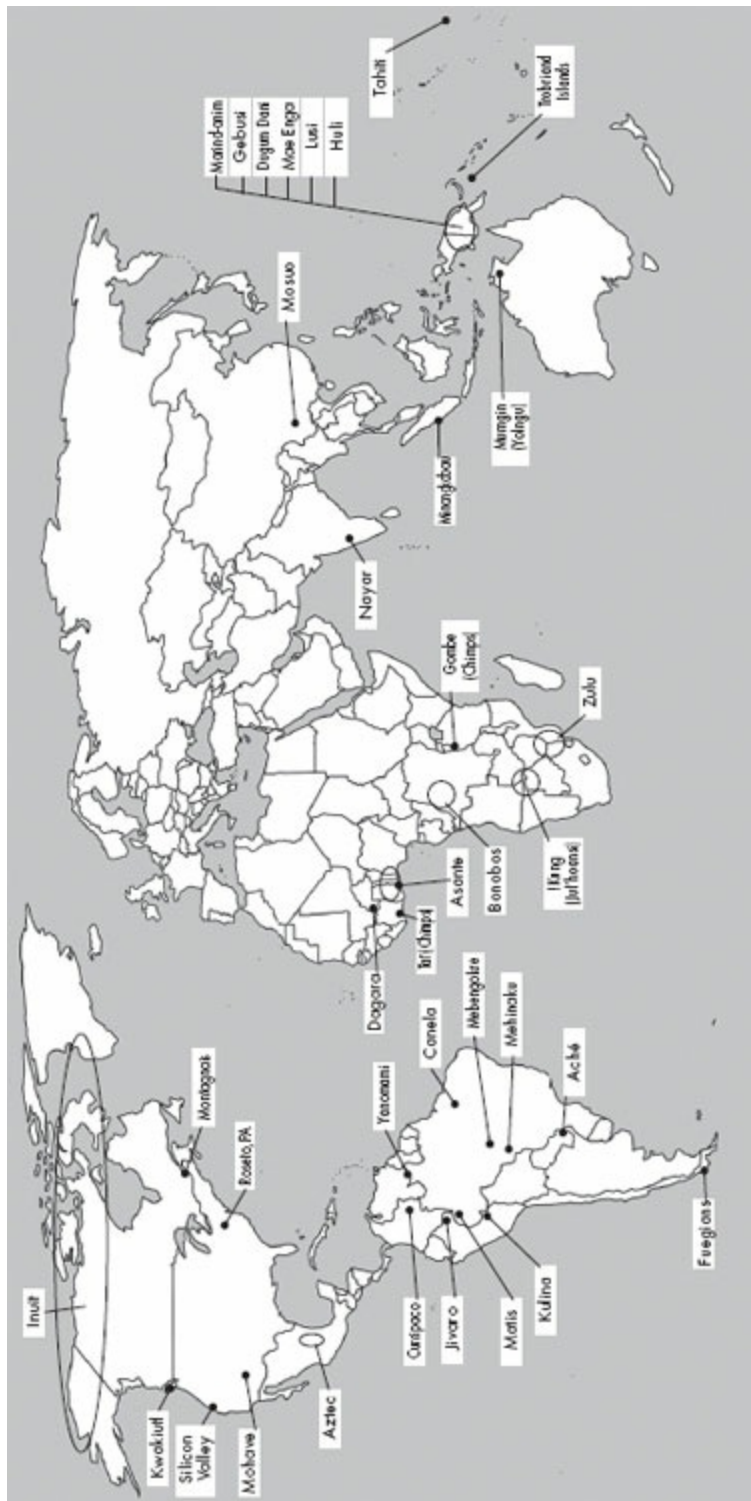 Inuit
Kwakiutl
Silicon
Valley
Mohave
Aztec
Montagnais
Roseto, PA
Curripaco
Jivaro
Matis
Kulina
Yanomami
Canela
Mehinaku
Aché
Fuegians
Dagara
Tai (Chimps)
Asante
Bonobos
!Kung
(Ju/'hoansi)
Gombe
(Chimps)
Zulu
Nayar
Mosuo
Minangkabau
Murngin
(Yolngu)
Marind-anim
Gebusi
Dugum Dani
Mae Enga
Lusi
Huli
Trobriand
Islands
Tahiti